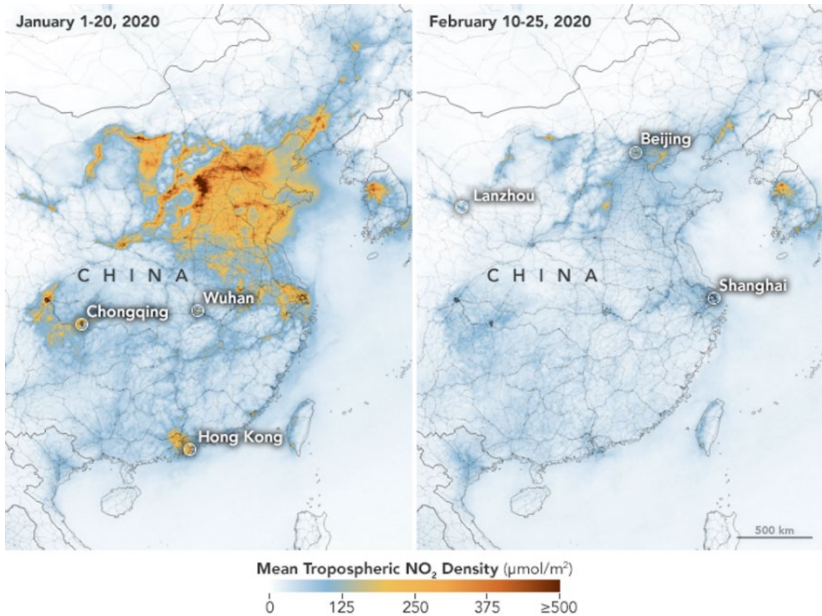 January 1-20, 2020
February 10-25, 2020
CHINA
Chongqing
Wuhan
Hong Kong
Beijing
Lanzhou
CHINA
Shanghai
500 km
Mean Tropospheric NO₂ Density (μmol/m²)
0 125 250 375 ≥500